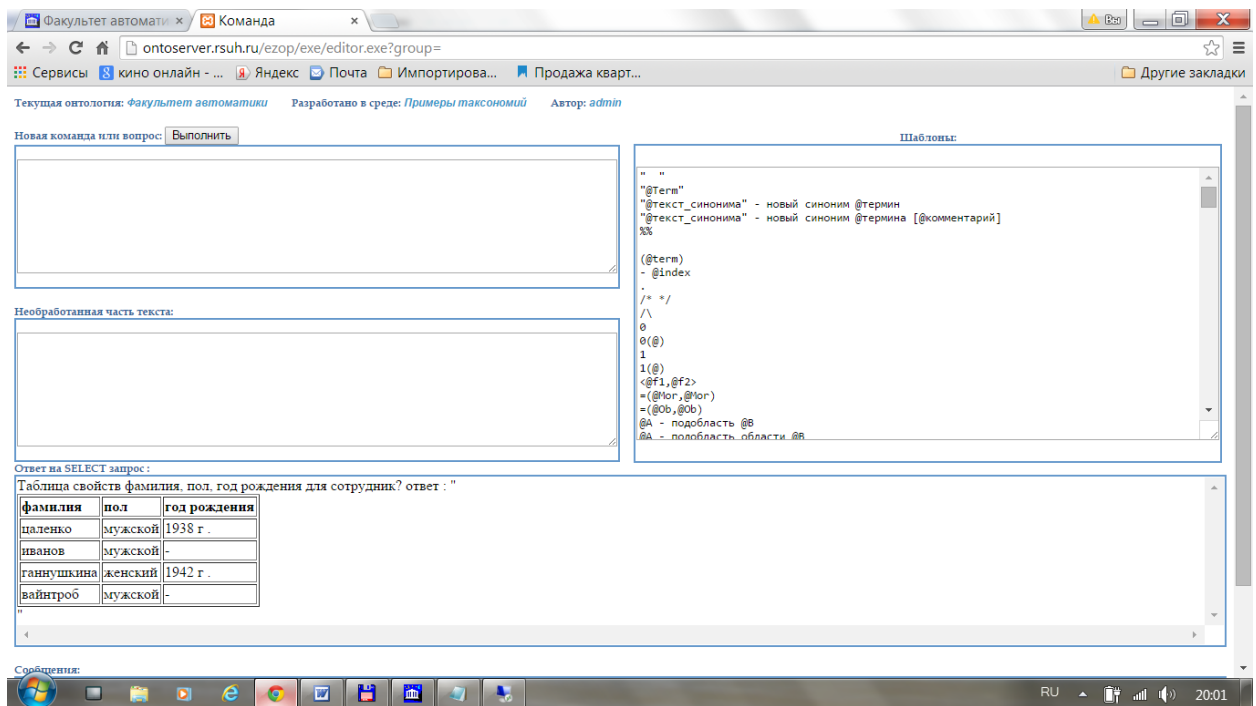 Факультет автомати
Команда
Вы
ontoserver.rsuh.ru/ezop/exe/editor.exe?group=
Сервисы кино онлайн - ... Яндекс Почта Импортирова... Продажа кварт... Другие закладки
Текущая онтология: Факультет автоматики Разработано в среде: Примеры таксономий Автор: admin
Новая команда или вопрос: Выполнить
Шаблоны:
" "
"@Term"
"@текст_синонима" - новый синоним @термин
"@текст_синонима" - новый синоним @термина [@комментарий]
%%
(@term)
- @index
.
/* */
/\
0
0(@)
1
1(@)
<@f1,@f2>
=(@Mor,@Mor)
=(@Ob,@Ob)
@A - подобласть @B
@A - подобласть области @B
Необработанная часть текста:
Ответ на SELECT запрос :
Таблица свойств фамилия, пол, год рождения для сотрудник? ответ : "
фамилия пол год рождения
цаленко мужской 1938 г .
иванов мужской -
ганнушкина женский 1942 г .
вайнтроб мужской -
"
Сообщения:
RU 20:01